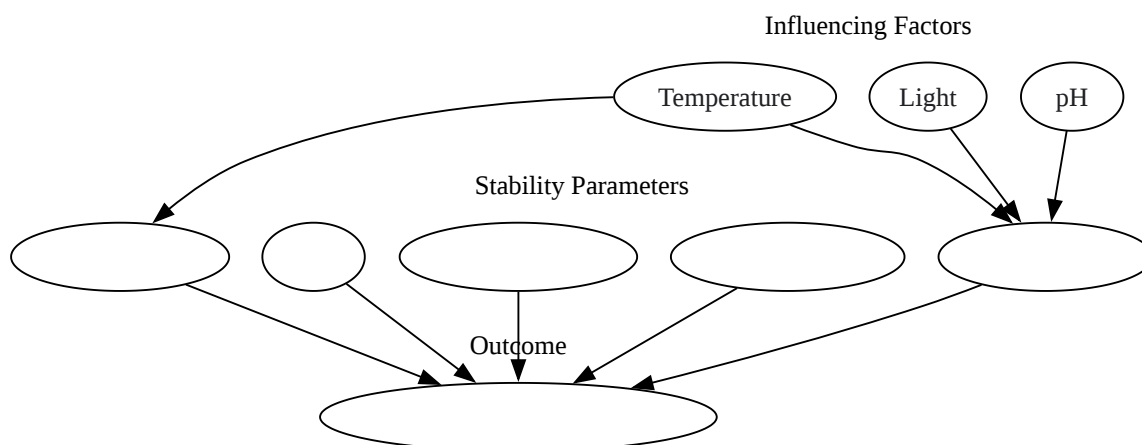 Influencing Factors
Temperature
Light
pH
Stability Parameters
Outcome